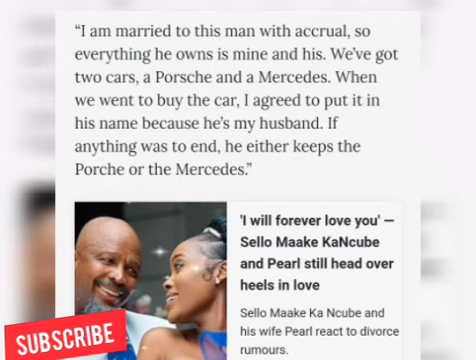 “I am married to this man with accrual, so
everything he owns is mine and his. We’ve got
two cars, a Porsche and a Mercedes. When
we went to buy the car, I agreed to put it in
his name because he’s my husband. If
anything was to end, he either keeps the
Porche or the Mercedes.”
'I will forever love you' —
Sello Maake KaNcube
and Pearl still head over
heels in love
Sello Maake Ka Ncube and
his wife Pearl react to divorce
rumours.
SUBSCRIBE